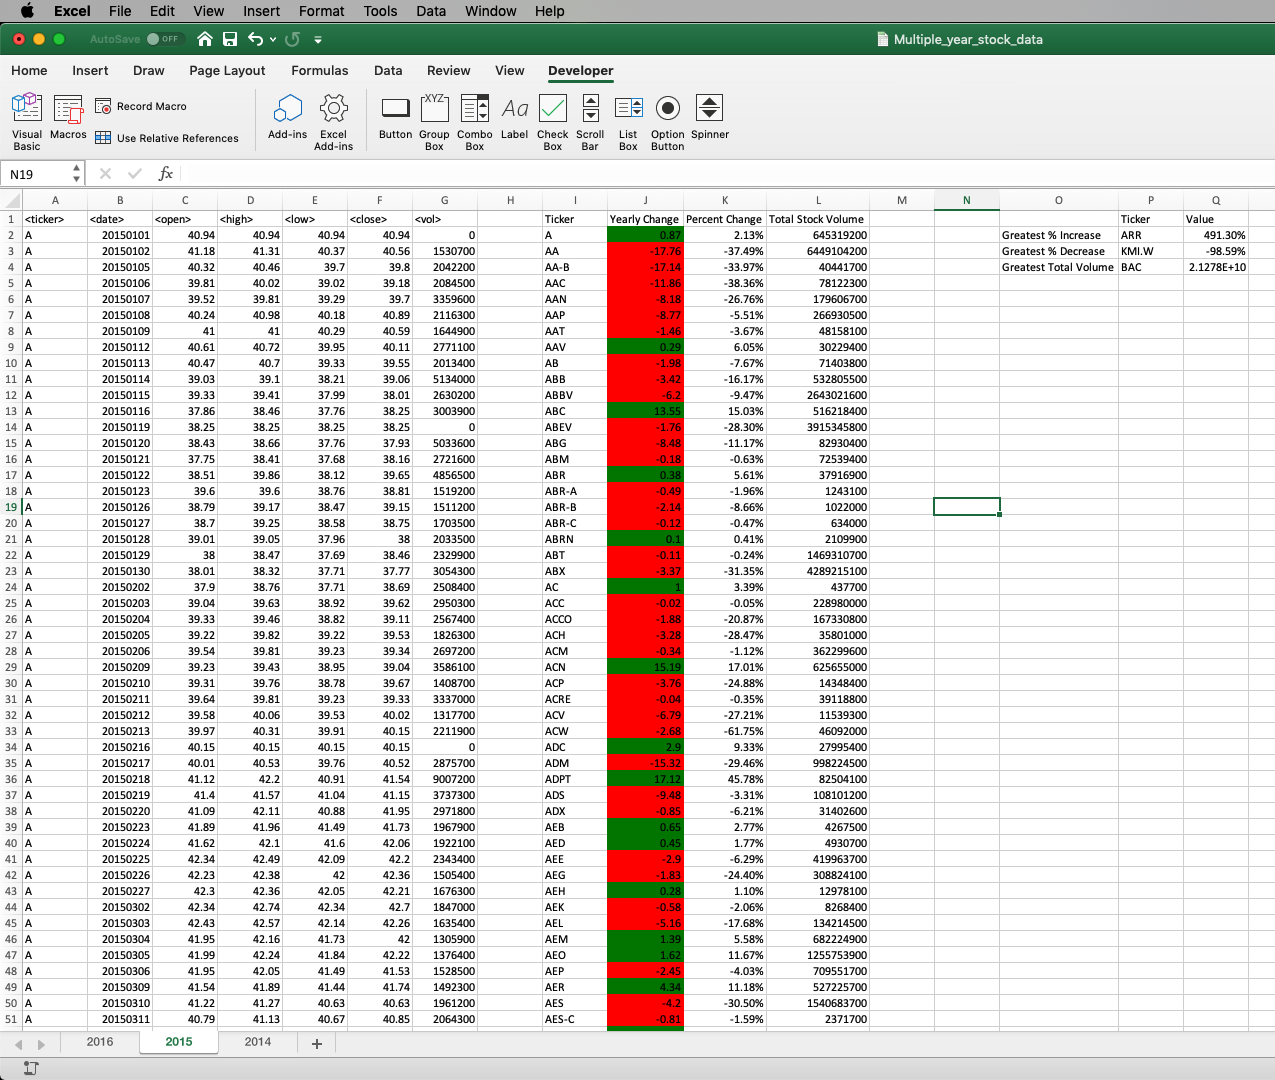 Excel File Edit View Insert Format Tools Data Window Help
AutoSave OFF Multiple_year_stock_data
Home Insert Draw Page Layout Formulas Data Review View Developer
Visual Basic Macros Record Macro Use Relative References Add-ins Excel Add-ins Button Group Box XYZ Combo Box Aa Label Check Box Scroll Bar List Box Option Button Spinner
N19 fx
A B C D E F G H I J K L M N O P Q
1 <ticker> <date> <open> <high> <low> <close> <vol> Ticker Yearly Change Percent Change Total Stock Volume Ticker Value
2 A 20150101 40.94 40.94 40.94 40.94 0 A 0.87 2.13% 645319200 Greatest % Increase ARR 491.30%
3 A 20150102 41.18 41.31 40.37 40.56 1530700 AA -17.76 -37.49% 6449104200 Greatest % Decrease KMI.W -98.59%
4 A 20150105 40.32 40.46 39.7 39.8 2042200 AA-B -17.14 -33.97% 40441700 Greatest Total Volume BAC 2.1278E+10
5 A 20150106 39.81 40.02 39.02 39.18 2084500 AAC -11.86 -38.36% 78122300
6 A 20150107 39.52 39.81 39.29 39.7 3359600 AAN -8.18 -26.76% 179606700
7 A 20150108 40.24 40.98 40.18 40.89 2116300 AAP -8.77 -5.51% 266930500
8 A 20150109 41 41 40.29 40.59 1644900 AAT -1.46 -3.67% 48158100
9 A 20150112 40.61 40.72 39.95 40.11 2771100 AAV 0.29 6.05% 30229400
10 A 20150113 40.47 40.7 39.33 39.55 2013400 AB -1.98 -7.67% 71403800
11 A 20150114 39.03 39.1 38.21 39.06 5134000 ABB -3.42 -16.17% 532805500
12 A 20150115 39.33 39.41 37.99 38.01 2630200 ABBV -6.2 -9.47% 2643021600
13 A 20150116 37.86 38.46 37.76 38.25 3003900 ABC 13.55 15.03% 516218400
14 A 20150119 38.25 38.25 38.25 38.25 0 ABEV -1.76 -28.30% 3915345800
15 A 20150120 38.43 38.66 37.76 37.93 5033600 ABG -8.48 -11.17% 82930400
16 A 20150121 37.75 38.41 37.68 38.16 2721600 ABM -0.18 -0.63% 72539400
17 A 20150122 38.51 39.86 38.12 39.65 4856500 ABR 0.38 5.61% 37916900
18 A 20150123 39.6 39.6 38.76 38.81 1519200 ABR-A -0.49 -1.96% 1243100
19 A 20150126 38.79 39.17 38.47 39.15 1511200 ABR-B -2.14 -8.66% 1022000
20 A 20150127 38.7 39.25 38.58 38.75 1703500 ABR-C -0.12 -0.47% 634000
21 A 20150128 39.01 39.05 37.96 38 2033500 ABRN 0.1 0.41% 2109900
22 A 20150129 38 38.47 37.69 38.46 2329900 ABT -0.11 -0.24% 1469310700
23 A 20150130 38.01 38.32 37.71 37.77 3054300 ABX -3.37 -31.35% 4289215100
24 A 20150202 37.9 38.76 37.71 38.69 2508400 AC 1 3.39% 437700
25 A 20150203 39.04 39.63 38.92 39.62 2950300 ACC -0.02 -0.05% 228980000
26 A 20150204 39.33 39.46 38.82 39.11 2567400 ACCO -1.88 -20.87% 167330800
27 A 20150205 39.22 39.82 39.22 39.53 1826300 ACH -3.28 -28.47% 35801000
28 A 20150206 39.54 39.81 39.23 39.34 2697200 ACM -0.34 -1.12% 362299600
29 A 20150209 39.23 39.43 38.95 39.04 3586100 ACN 15.19 17.01% 625655000
30 A 20150210 39.31 39.76 38.78 39.67 1408700 ACP -3.76 -24.88% 14348400
31 A 20150211 39.64 39.81 39.23 39.33 3337000 ACRE -0.04 -0.35% 39118800
32 A 20150212 39.58 40.06 39.53 40.02 1317700 ACV -6.79 -27.21% 11539300
33 A 20150213 39.97 40.31 39.91 40.15 2211900 ACW -2.68 -61.75% 46092000
34 A 20150216 40.15 40.15 40.15 40.15 0 ADC 2.9 9.33% 27995400
35 A 20150217 40.01 40.53 39.76 40.52 2875700 ADM -15.32 -29.46% 998224500
36 A 20150218 41.12 42.2 40.91 41.54 9007200 ADPT 17.12 45.78% 82504100
37 A 20150219 41.4 41.57 41.04 41.15 3737300 ADS -9.48 -3.31% 108101200
38 A 20150220 41.09 42.11 40.88 41.95 2971800 ADX -0.85 -6.21% 31402600
39 A 20150223 41.89 41.96 41.49 41.73 1967900 AEB 0.65 2.77% 4267500
40 A 20150224 41.62 42.1 41.6 42.06 1922100 AED 0.45 1.77% 4930700
41 A 20150225 42.34 42.49 42.09 42.2 2343400 AEE -2.9 -6.29% 419963700
42 A 20150226 42.23 42.38 42 42.36 1505400 AEG -1.83 -24.40% 308824100
43 A 20150227 42.3 42.36 42.05 42.21 1676300 AEH 0.28 1.10% 12978100
44 A 20150302 42.34 42.74 42.34 42.7 1847000 AEK -0.58 -2.06% 8268400
45 A 20150303 42.43 42.57 42.14 42.26 1635400 AEL -5.16 -17.68% 134214500
46 A 20150304 41.95 42.16 41.73 42 1305900 AEM 1.39 5.58% 682224900
47 A 20150305 41.99 42.24 41.84 42.22 1376400 AEO 1.62 11.67% 1255753900
48 A 20150306 41.95 42.05 41.49 41.53 1528500 AEP -2.45 -4.03% 709551700
49 A 20150309 41.54 41.89 41.44 41.74 1492300 AER 4.34 11.18% 527225700
50 A 20150310 41.22 41.27 40.63 40.63 1961200 AES -4.2 -30.50% 1540683700
51 A 20150311 40.79 41.13 40.67 40.85 2064300 AES-C -0.81 -1.59% 2371700
2016 2015 2014 +